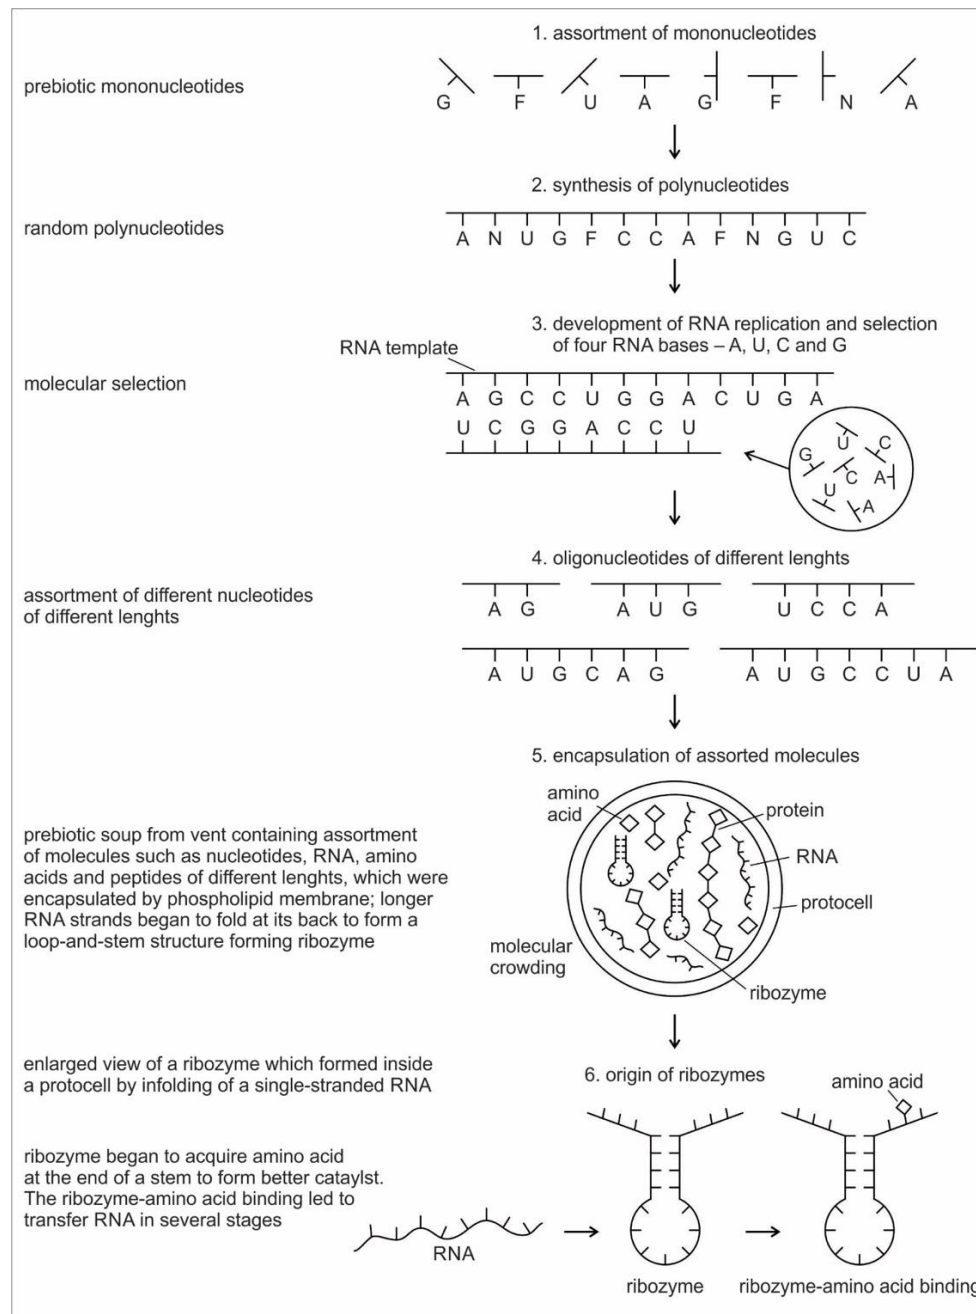 1. assortment of mononucleotides
prebiotic mononucleotides
G F U A G F N A
2. synthesis of polynucleotides
random polynucleotides
A N U G F C C A F N G U C
3. development of RNA replication and selection
of four RNA bases – A, U, C and G
RNA template
molecular selection
A G C C U G G A C U G A
U C G G A C C U
U C
G
U C A
A
4. oligonucleotides of different lenghts
assortment of different nucleotides
of different lenghts
A G A U G U C C A
A U G C A G A U G C C U A
5. encapsulation of assorted molecules
amino
acid
protein
RNA
protocell
prebiotic soup from vent containing assortment
of molecules such as nucleotides, RNA, amino
acids and peptides of different lenghts, which were
encapsulated by phospholipid membrane; longer
RNA strands began to fold at its back to form a
loop-and-stem structure forming ribozyme
molecular
crowding
ribozyme
enlarged view of a ribozyme which formed inside
a protocell by infolding of a single-stranded RNA
6. origin of ribozymes
amino acid
ribozyme began to acquire amino acid
at the end of a stem to form better cataylst.
The ribozyme-amino acid binding led to
transfer RNA in several stages
RNA
ribozyme
ribozyme-amino acid binding